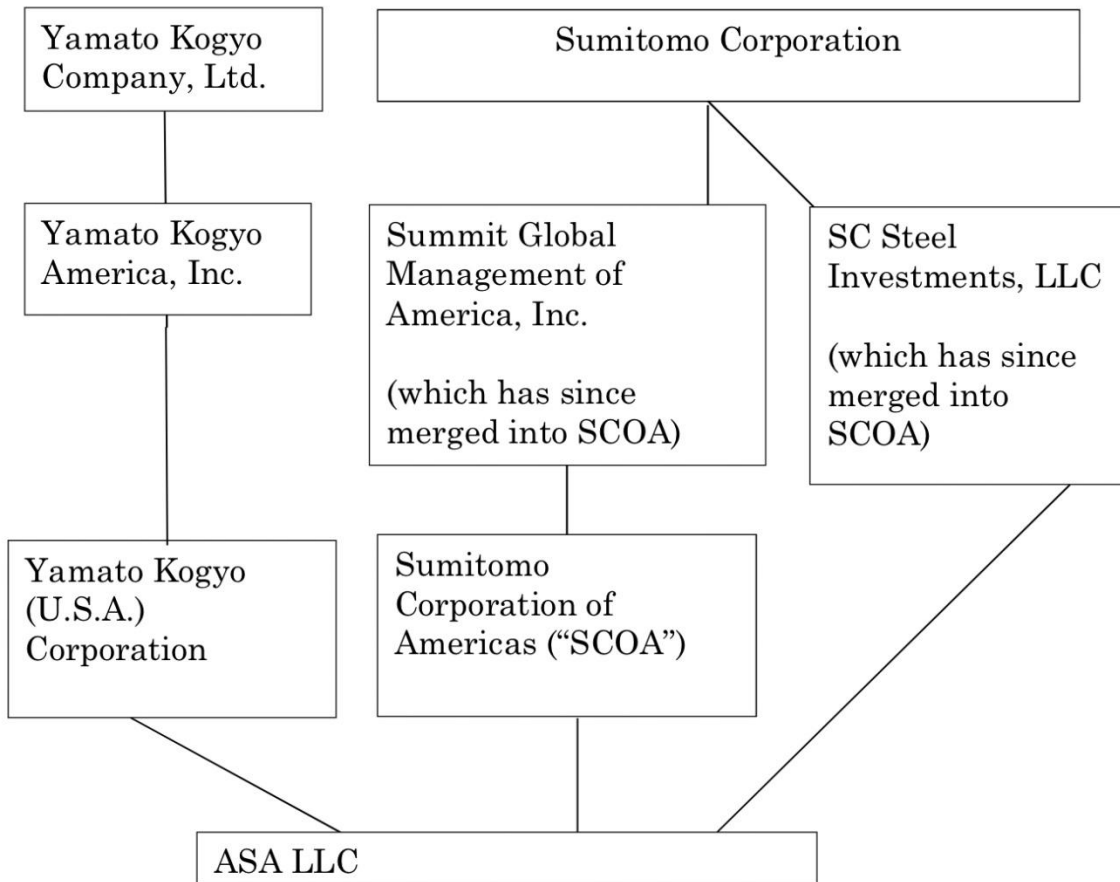 Yamato Kogyo
Company, Ltd.
Sumitomo Corporation
Yamato Kogyo
America, Inc.
Summit Global
Management of
America, Inc.
(which has since
merged into SCOA)
SC Steel
Investments, LLC
(which has since
merged into
SCOA)
Yamato Kogyo
(U.S.A.)
Corporation
Sumitomo
Corporation of
Americas (“SCOA”)
ASA LLC